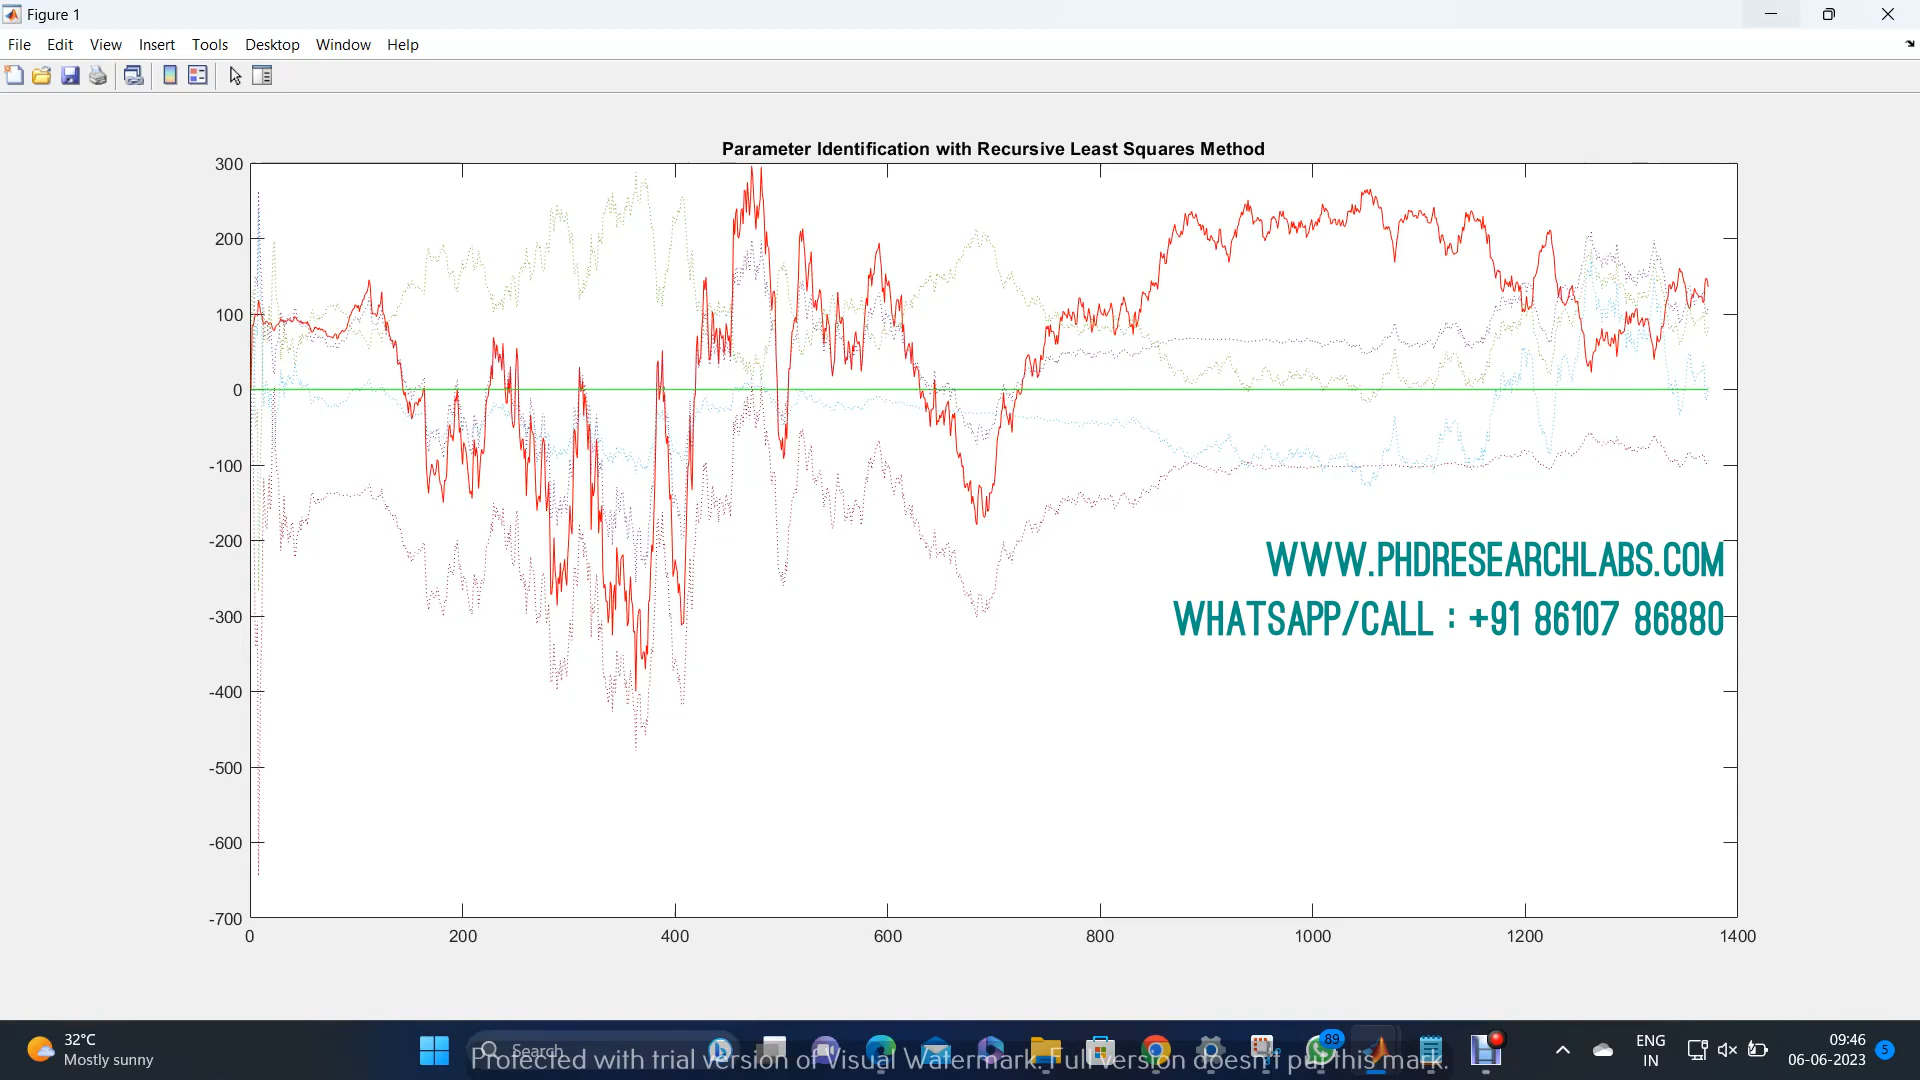 Figure 1
File Edit View Insert Tools Desktop Window Help
Parameter Identification with Recursive Least Squares Method
300
200
100
0
-100
-200
-300
-400
-500
-600
-700
0 200 400 600 800 1000 1200 1400
WWW.PHDRESEARCHLABS.COM
WHATSAPP/CALL : +91 86107 86880
32°C
Mostly sunny
Search
89
ENG
IN
09:46
06-06-2023
5
Protected with trial version of Visual Watermark. Full version doesn't put this mark.